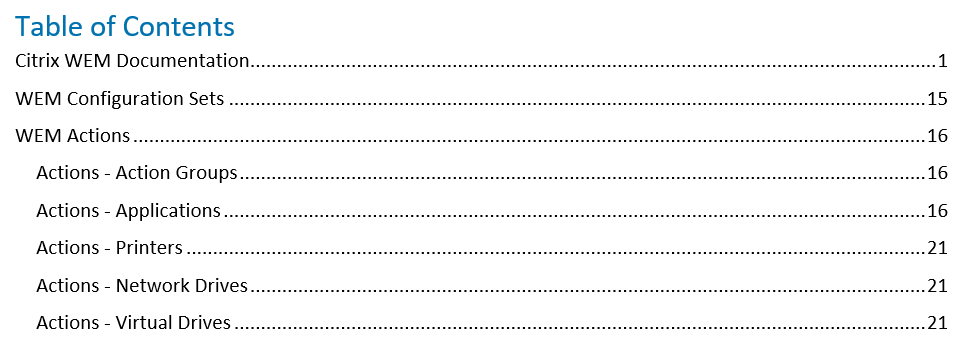 Table of Contents
Citrix WEM Documentation....................................................................................................................................1
WEM Configuration Sets ......................................................................................................................................15
WEM Actions.........................................................................................................................................................16
Actions - Action Groups....................................................................................................................................16
Actions - Applications.......................................................................................................................................16
Actions - Printers ..............................................................................................................................................21
Actions - Network Drives..................................................................................................................................21
Actions - Virtual Drives .....................................................................................................................................21